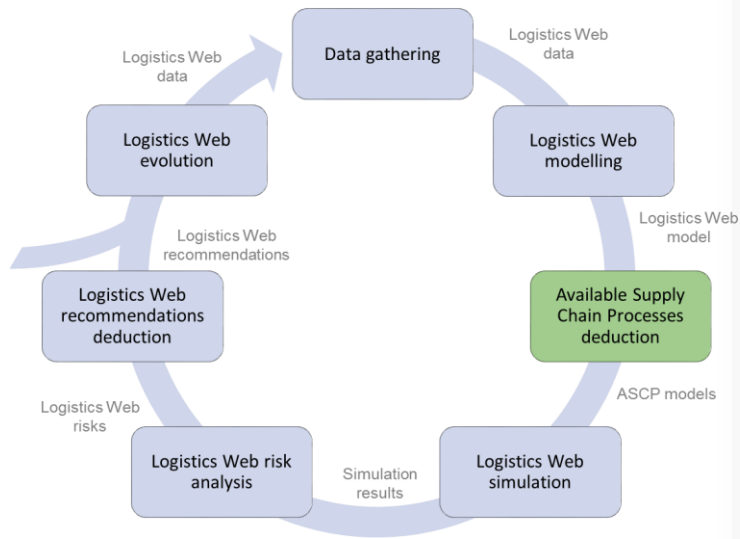 Data gathering
Logistics Web
data
Logistics Web
modelling
Logistics Web
model
Available Supply
Chain Processes
deduction
ASCP models
Logistics Web
simulation
Simulation
results
Logistics Web risk
analysis
Logistics Web
risks
Logistics Web
recommendations
deduction
Logistics Web
recommendations
Logistics Web
evolution
Logistics Web
data